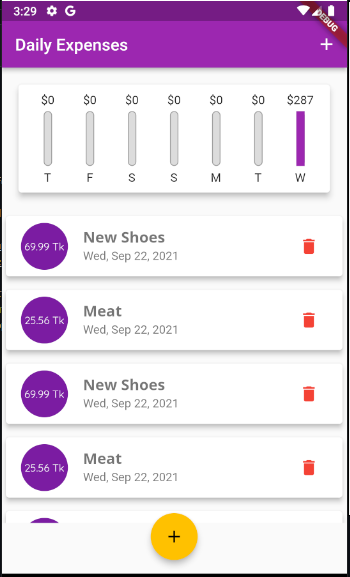 3:29
DEBUG
Daily Expenses
$0 $0 $0 $0 $0 $0 $287
T F S S M T W
69.99 Tk
New Shoes
Wed, Sep 22, 2021
25.56 Tk
Meat
Wed, Sep 22, 2021
69.99 Tk
New Shoes
Wed, Sep 22, 2021
25.56 Tk
Meat
Wed, Sep 22, 2021